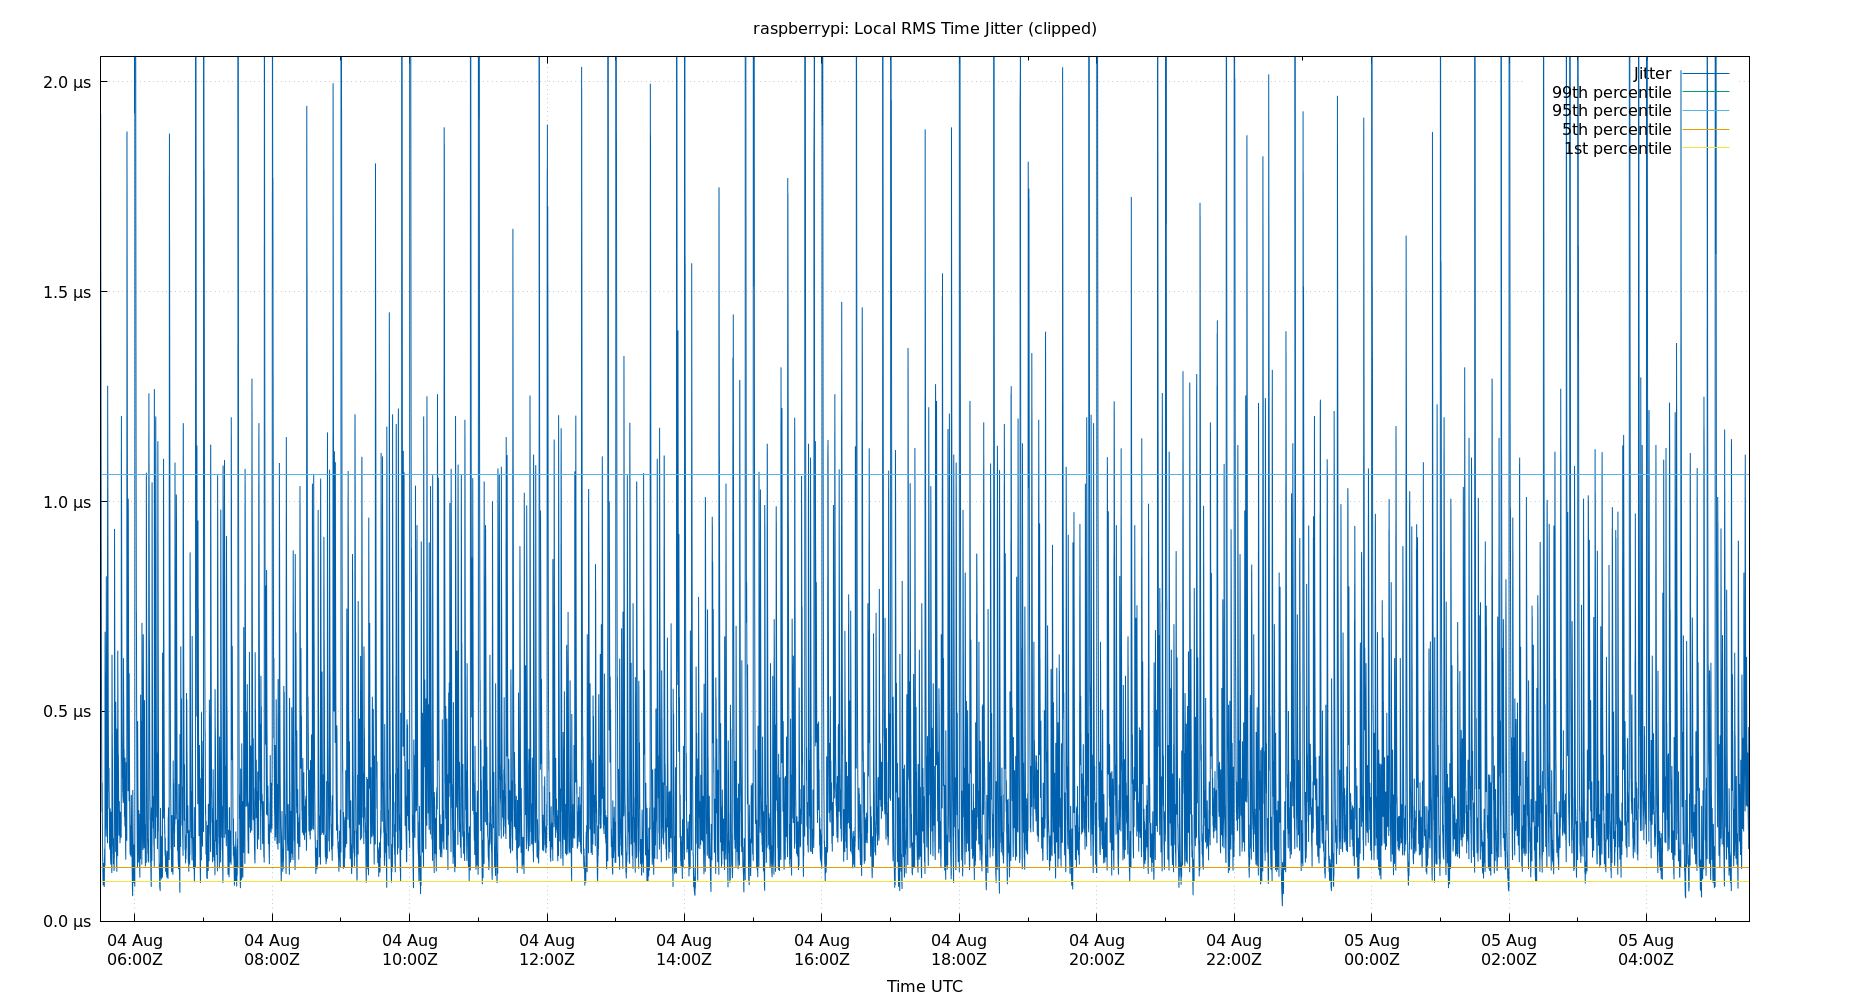 raspberrypi: Local RMS Time Jitter (clipped)
Jitter
99th percentile
95th percentile
5th percentile
1st percentile
2.0 µs
1.5 µs
1.0 µs
0.5 µs
0.0 µs
04 Aug 04 Aug 04 Aug 04 Aug 04 Aug 04 Aug 04 Aug 04 Aug 04 Aug 05 Aug 05 Aug 05 Aug
06:00Z 08:00Z 10:00Z 12:00Z 14:00Z 16:00Z 18:00Z 20:00Z 22:00Z 00:00Z 02:00Z 04:00Z
Time UTC